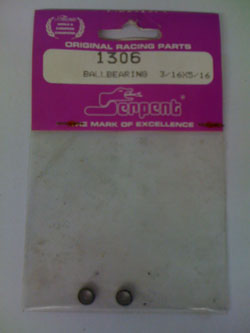 ORIGINAL RACING PARTS
1306
BALLBEARING 3/16X5/16
Serpent
THE MARK OF EXCELLENCE